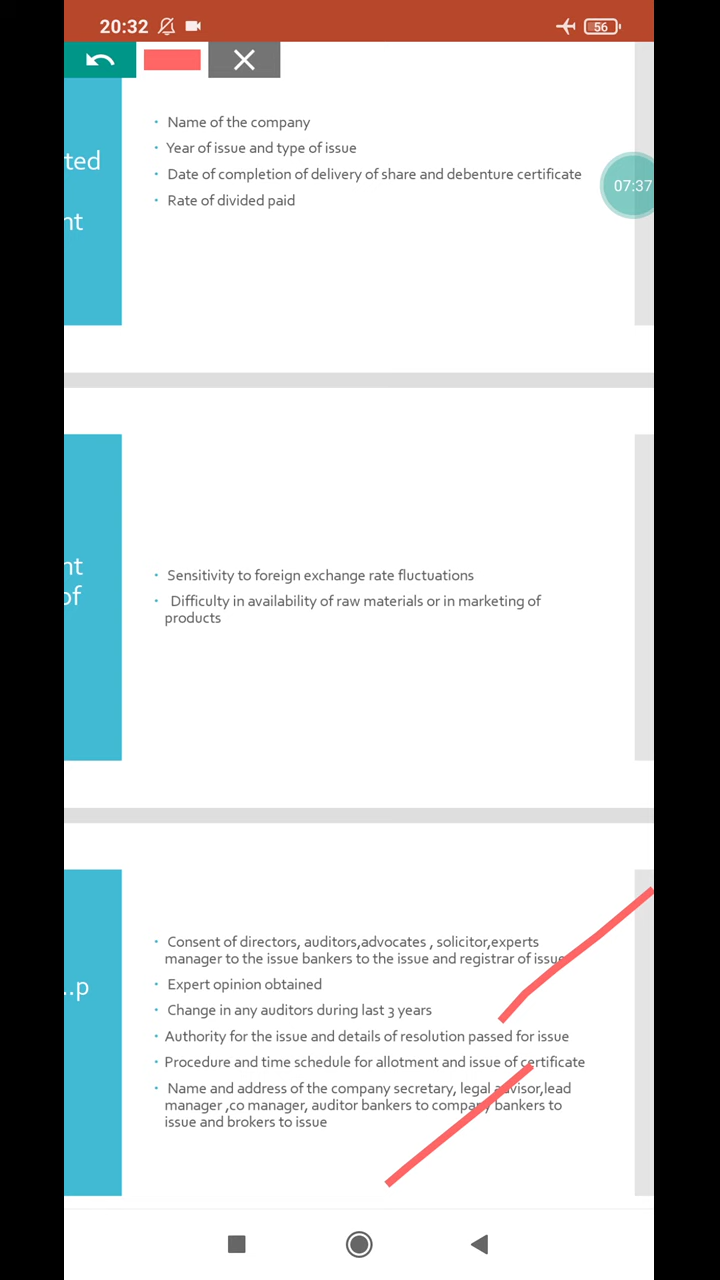 20:32
56
ted
nt
• Name of the company
• Year of issue and type of issue
• Date of completion of delivery of share and debenture certificate
• Rate of divided paid
07:37
nt
of
• Sensitivity to foreign exchange rate fluctuations
• Difficulty in availability of raw materials or in marketing of
products
..p
• Consent of directors, auditors,advocates , solicitor,experts
manager to the issue bankers to the issue and registrar of issue
• Expert opinion obtained
• Change in any auditors during last 3 years
• Authority for the issue and details of resolution passed for issue
• Procedure and time schedule for allotment and issue of certificate
• Name and address of the company secretary, legal advisor,lead
manager ,co manager, auditor bankers to company bankers to
issue and brokers to issue